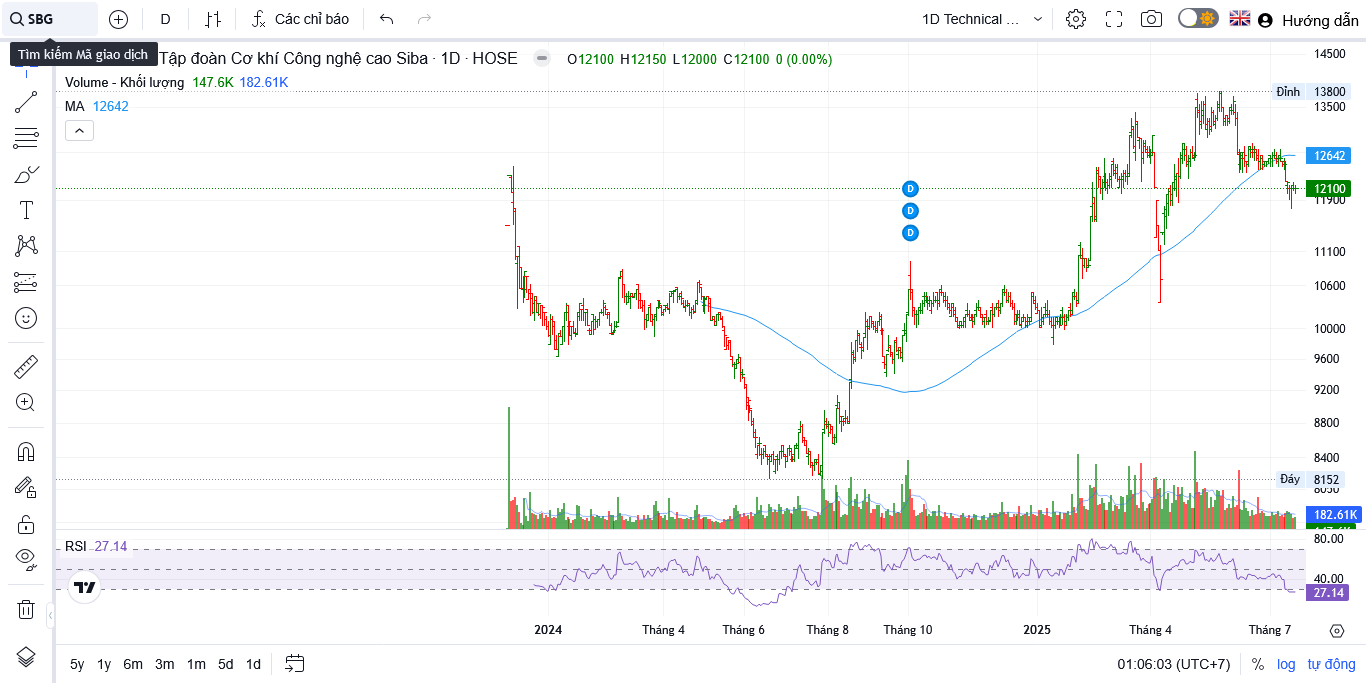 SBG
D
Các chỉ báo
1D Technical ...
Hướng dẫn
Tìm kiếm Mã giao dịch
Tập đoàn Cơ khí Công nghệ cao Siba · 1D · HOSE
O12100 H12150 L12000 C12100 0 (0.00%)
Volume - Khối lượng 147.6K 182.61K
MA 12642
14500
Đỉnh 13800
13500
12642
12100
11900
11100
10600
10000
9600
9200
8800
8400
Đáy 8152
8050
182.61K
147.6K
D
D
D
RSI 27.14
80.00
40.00
27.14
2024 Tháng 4 Tháng 6 Tháng 8 Tháng 10 2025 Tháng 4 Tháng 7
5y 1y 6m 3m 1m 5d 1d
01:06:03 (UTC+7) % log tự động